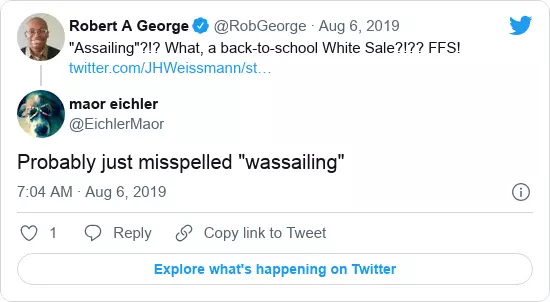 Robert A George @RobGeorge · Aug 6, 2019
"Assailing"?!? What, a back-to-school White Sale?!?? FFS!
twitter.com/JHWeissmann/st…
maor eichler
@EichlerMaor
Probably just misspelled "wassailing"
7:04 AM · Aug 6, 2019
1 Reply Copy link to Tweet
Explore what's happening on Twitter